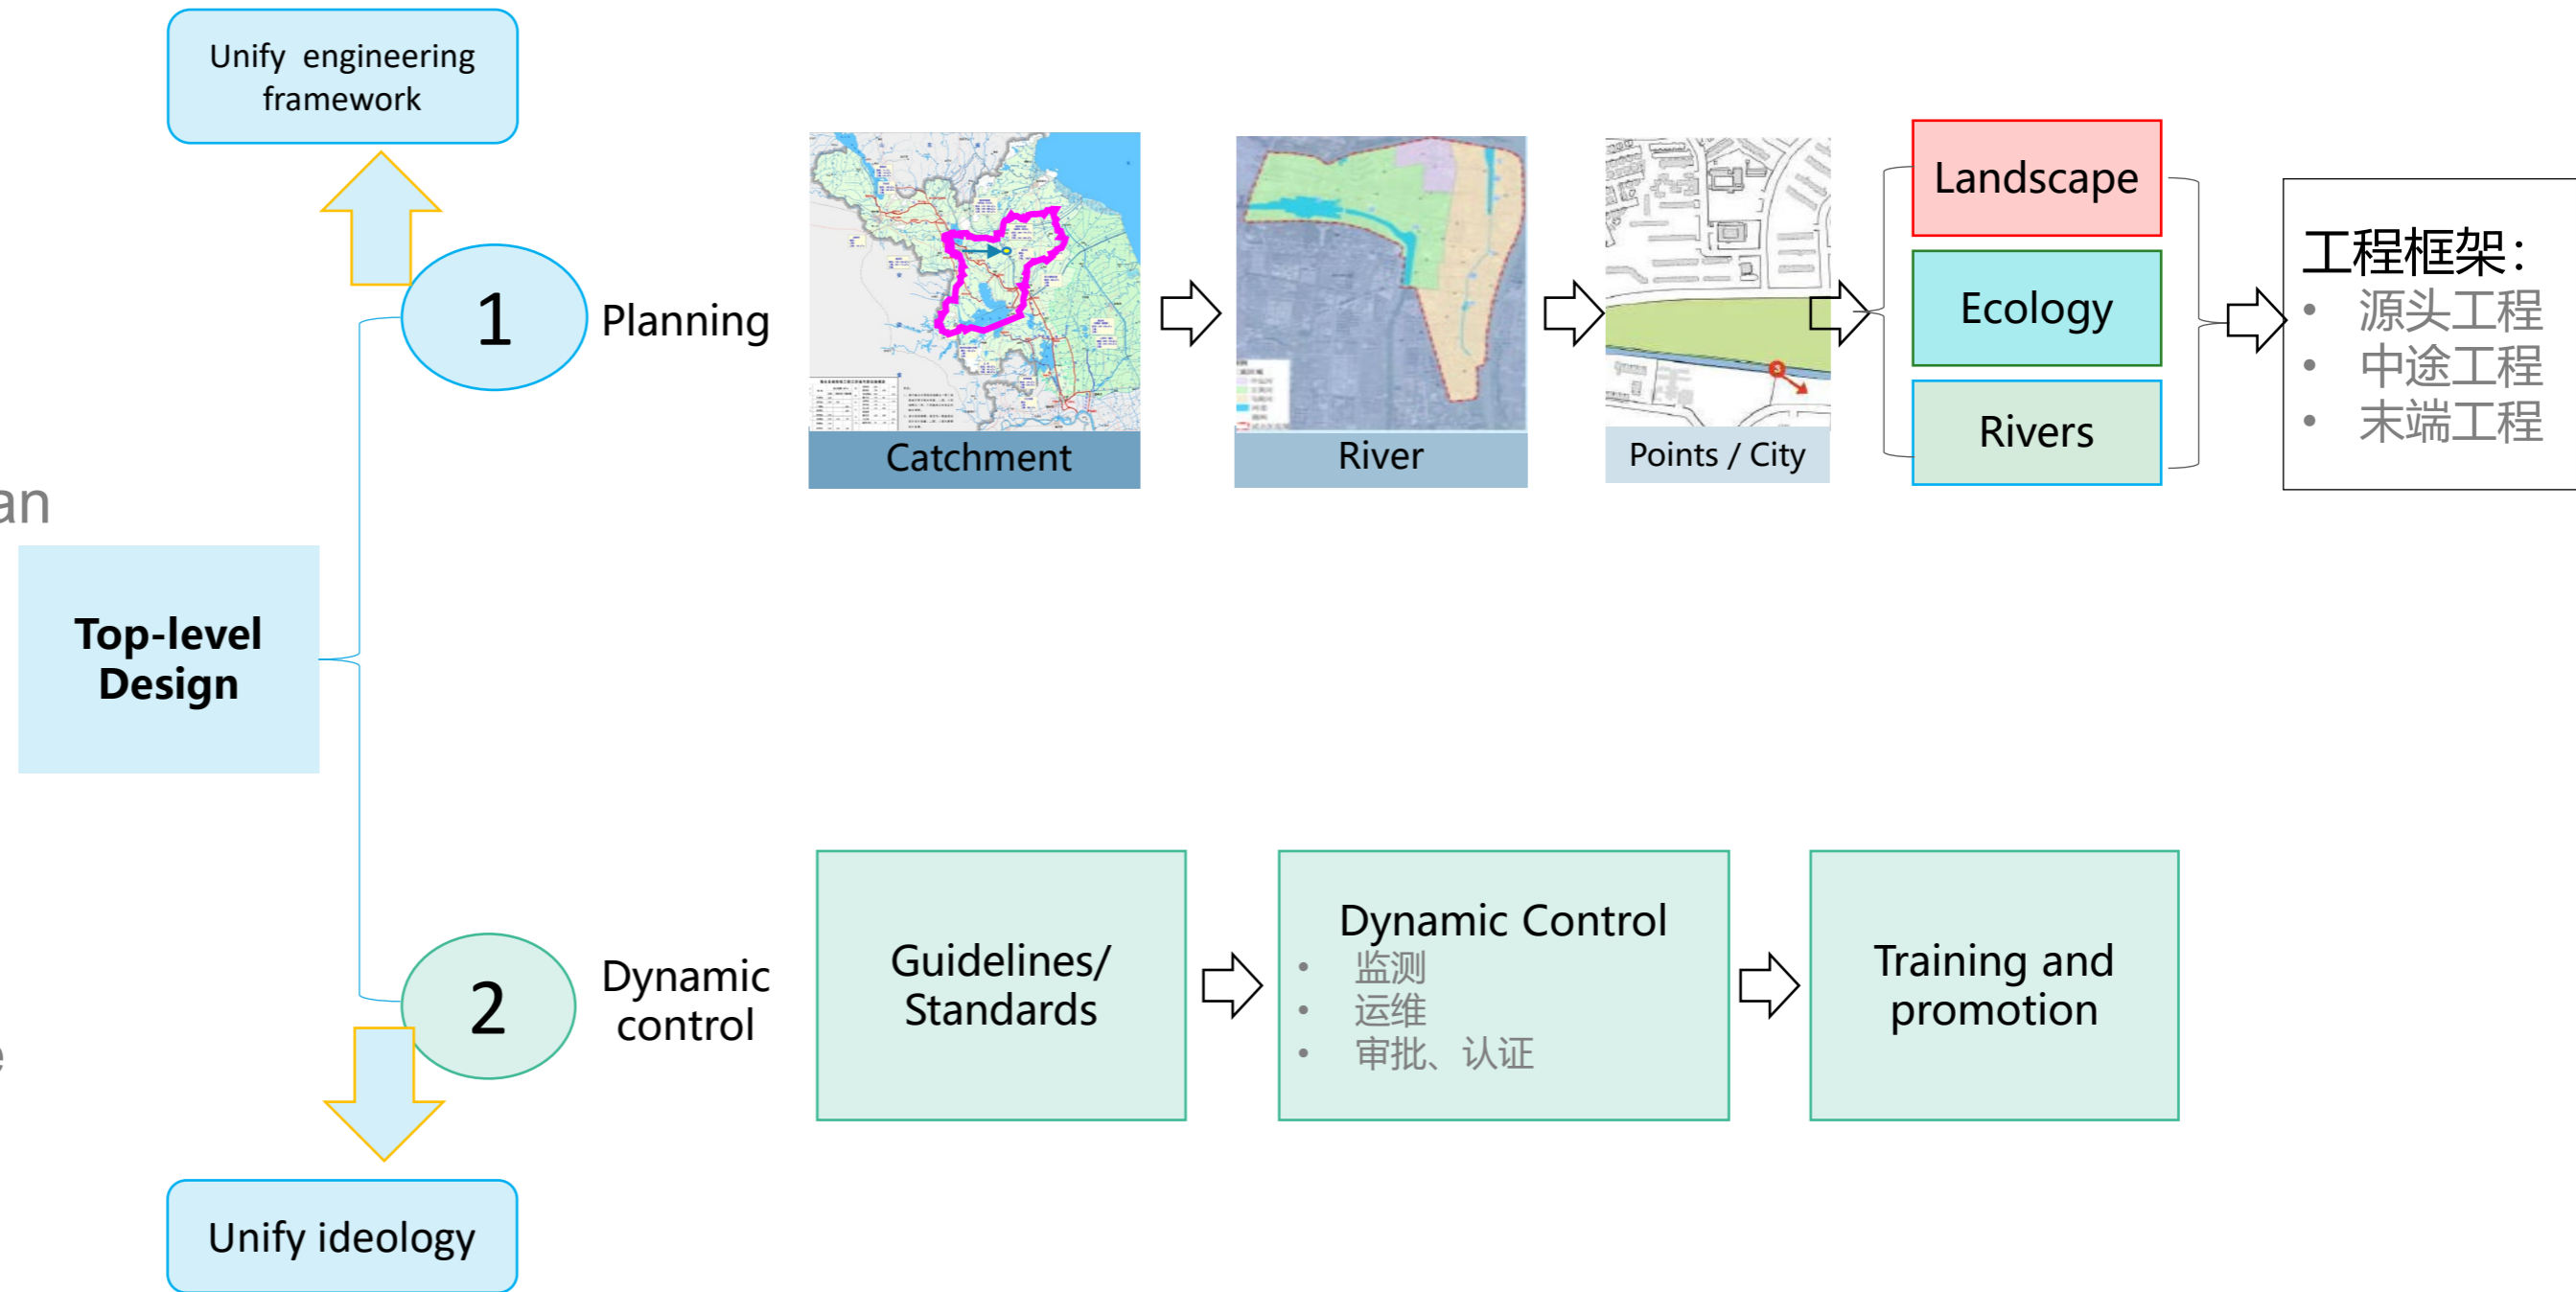 Unify engineering
framework
1
Planning
Catchment
River
Points / City
3
Landscape
Ecology
Rivers
工程框架：
• 源头工程
• 中途工程
• 末端工程
an
Top-level
Design
2
Dynamic
control
Guidelines/
Standards
Dynamic Control
• 监测
• 运维
• 审批、认证
Training and
promotion
e
Unify ideology